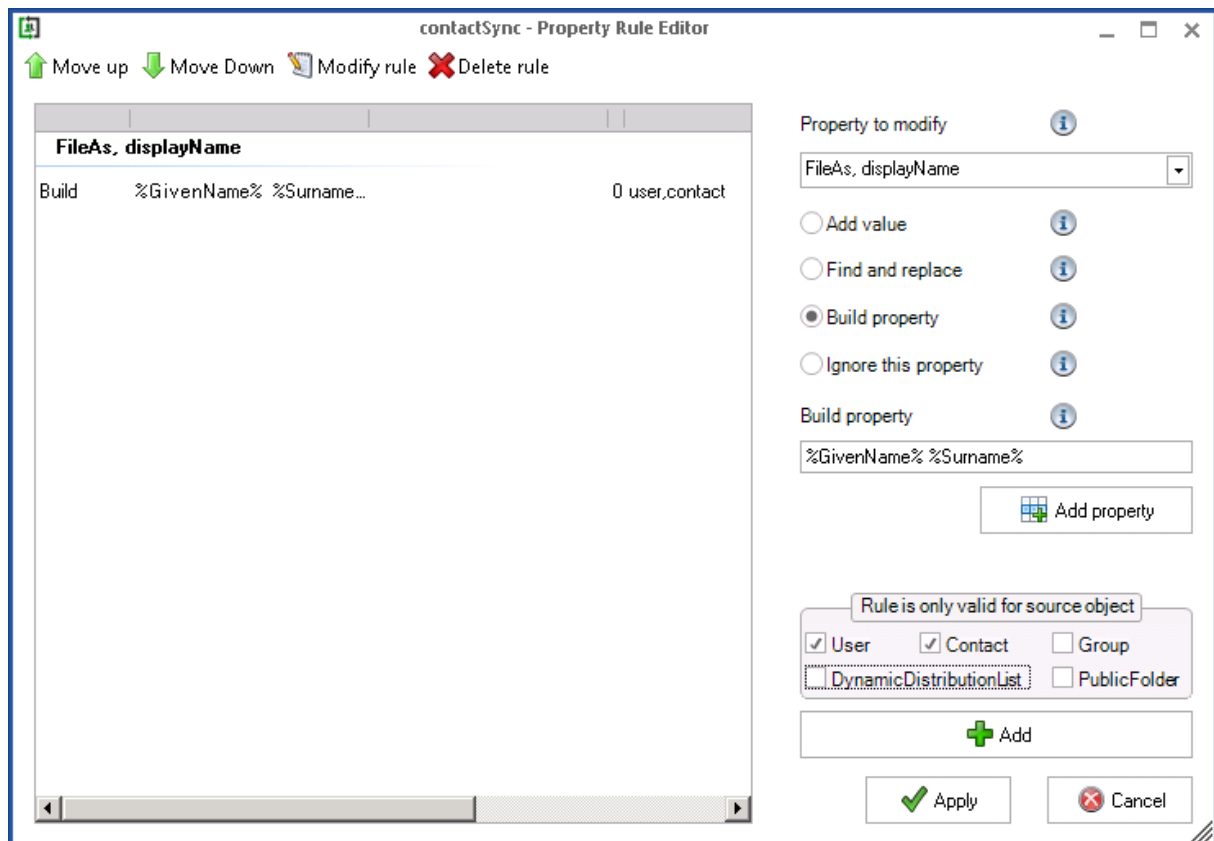 contactSync - Property Rule Editor
Move up Move Down Modify rule Delete rule
FileAs, displayName
Build %GivenName% %Surname... 0 user,contact
Property to modify
FileAs, displayName
Add value
Find and replace
Build property
Ignore this property
Build property
%GivenName% %Surname%
Add property
Rule is only valid for source object
User Contact Group
DynamicDistributionList PublicFolder
Add
Apply Cancel